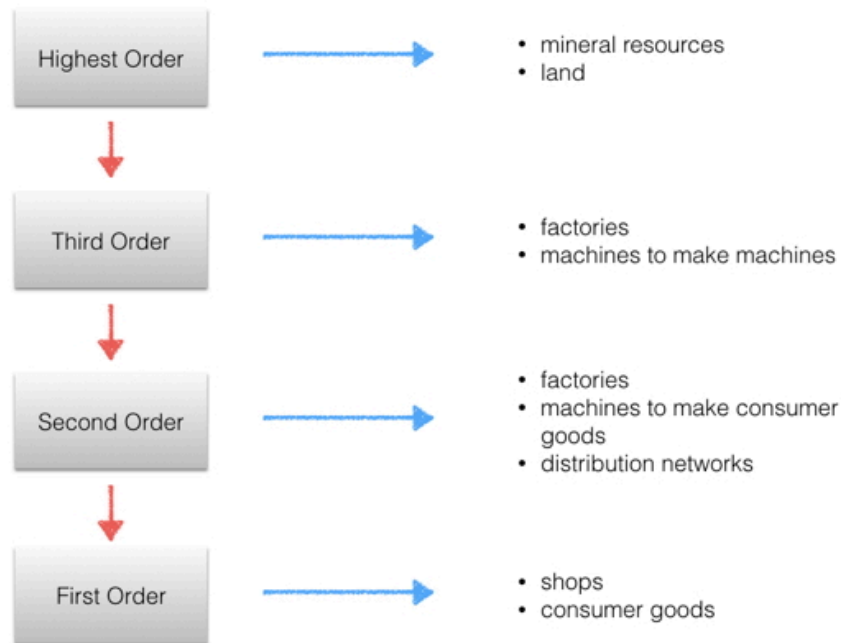 Highest Order
• mineral resources
• land
Third Order
• factories
• machines to make machines
Second Order
• factories
• machines to make consumer
goods
• distribution networks
First Order
• shops
• consumer goods